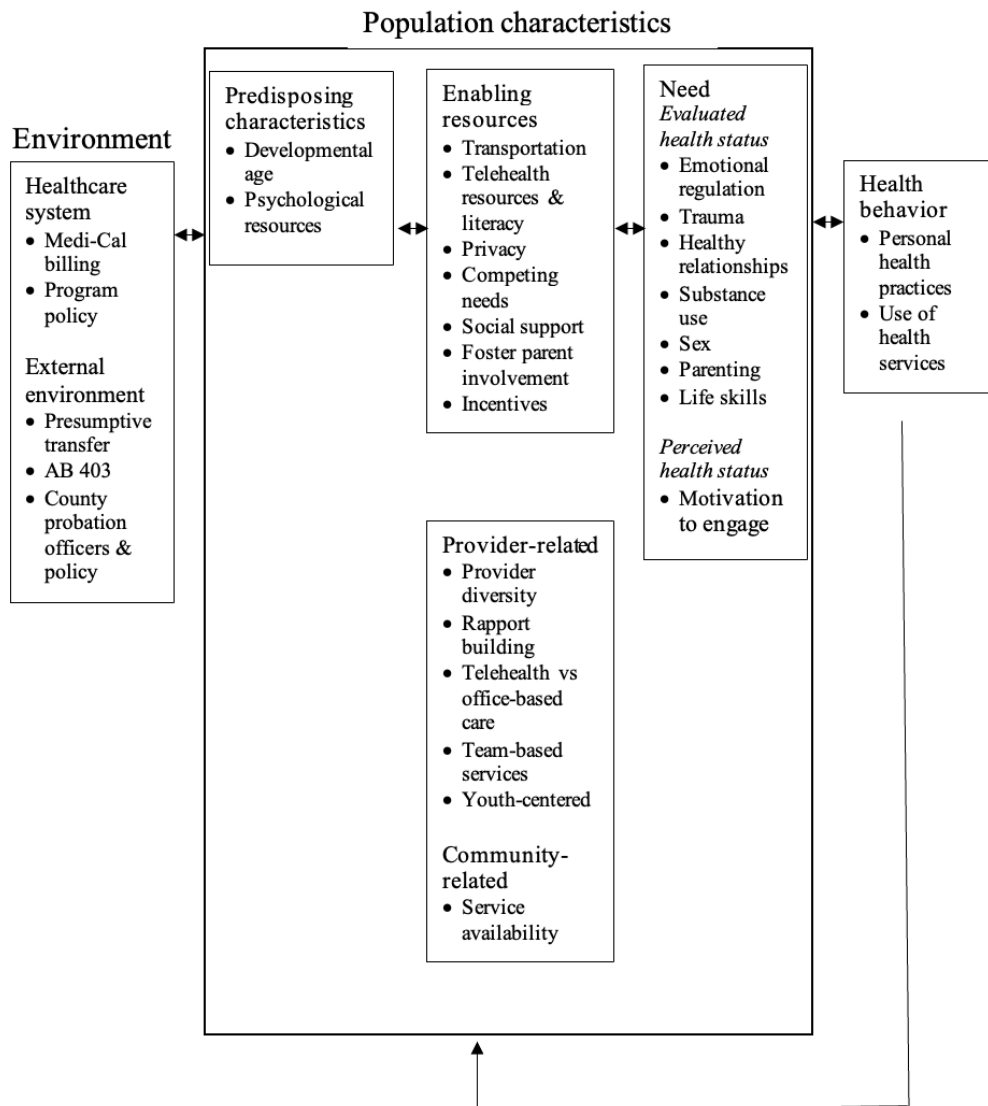 Population characteristics
Environment
Healthcare
system
• Medi-Cal
billing
• Program
policy
External
environment
• Presumptive
transfer
• AB 403
• County
probation
officers &
policy
Predisposing
characteristics
• Developmental
age
• Psychological
resources
Enabling
resources
• Transportation
• Telehealth
resources &
literacy
• Privacy
• Competing
needs
• Social support
• Foster parent
involvement
• Incentives
Provider-related
• Provider
diversity
• Rapport
building
• Telehealth vs
office-based
care
• Team-based
services
• Youth-centered
Community-
related
• Service
availability
Need
Evaluated
health status
• Emotional
regulation
• Trauma
• Healthy
relationships
• Substance
use
• Sex
• Parenting
• Life skills
Perceived
health status
• Motivation
to engage
Health
behavior
• Personal
health
practices
• Use of
health
services